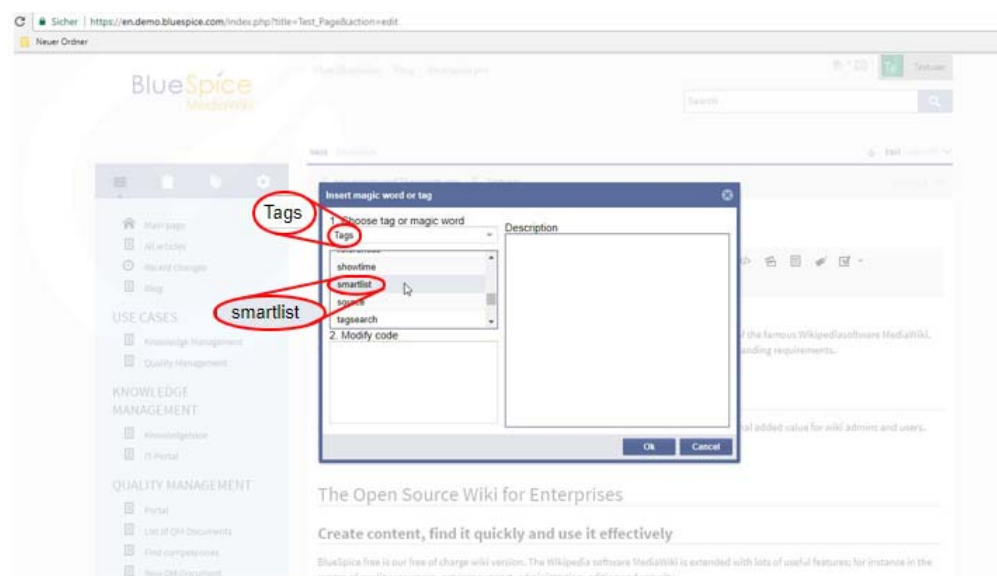 Sicher | https://en.demo.bluespice.com/index.php?title=Test_Page&action=edit
Neuer Ordner
BlueSpice
MediaWiki
Testuser
Search
Insert magic word or tag
Tags
1. Choose tag or magic word
Description
Tags
references
showtime
smartlist
source
tagsearch
smartlist
2. Modify code
Ok
Cancel
Main page
All articles
Recent changes
Blog
USE CASES
Knowledge Management
Quality Management
KNOWLEDGE
MANAGEMENT
IT-Portal
QUALITY MANAGEMENT
Portal
List of QM-Documents
Find competences
New QM-Document
of the famous Wikipediasoftware MediaWiki.
anding requirements.
nal added value for wiki admins and users.
The Open Source Wiki for Enterprises
Create content, find it quickly and use it effectively
BlueSpice free is our free of charge wiki version. The Wikipedia software MediaWiki is extended with lots of useful features; for instance in the